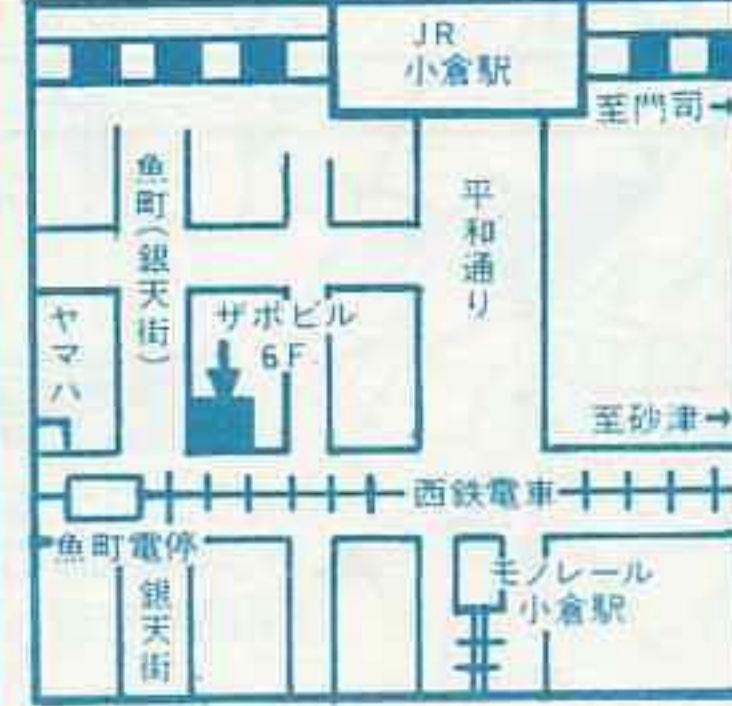 JR
小倉駅
至門司→
魚町(銀天街)
平和通り
ヤマハ
ザボビル
6F
至砂津→
西鉄電車
魚町電停
銀天街
モノレール
小倉駅